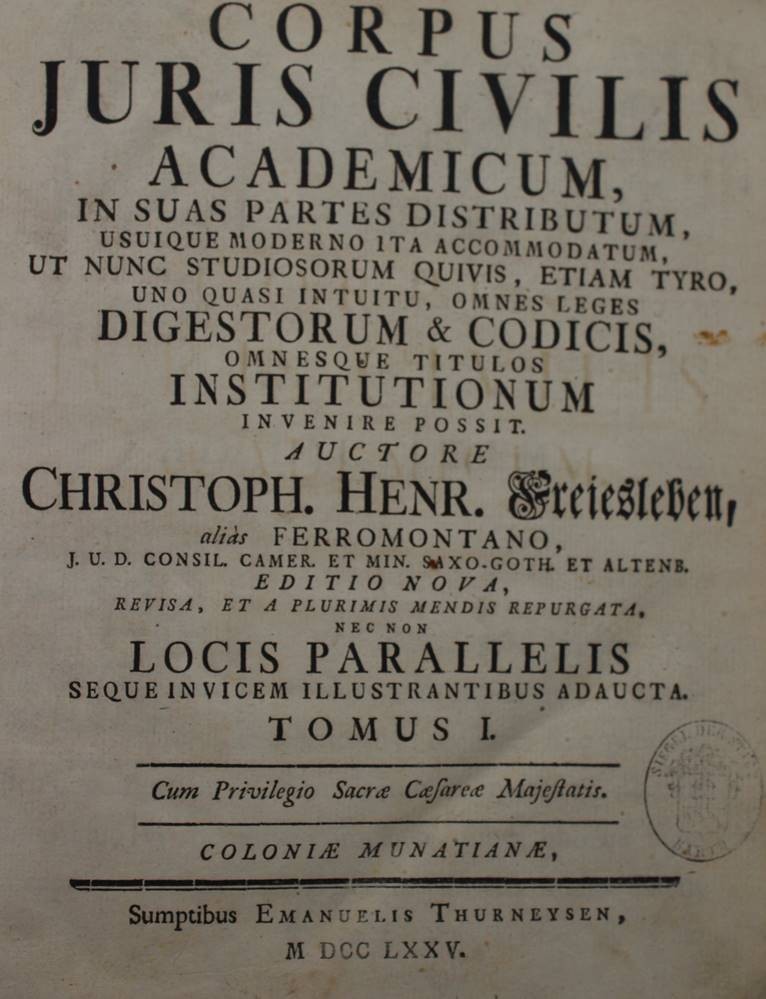 CORPUS
JURIS CIVILIS
ACADEMICUM,
IN SUAS PARTES DISTRIBUTUM,
USUIQUE MODERNO ITA ACCOMMODATUM,
UT NUNC STUDIOSORUM QUIVIS, ETIAM TYRO,
UNO QUASI INTUITU, OMNES LEGES
DIGESTORUM & CODICIS,
OMNESQUE TITULOS
INSTITUTIONUM
INVENIRE POSSIT.
AUCTORE
CHRISTOPH. HENR. Freiesleben,
aliàs FERROMONTANO,
J. U. D. CONSIL. CAMER. ET MIN. SAXO-GOTH. ET ALTENB.
EDITIO NOVA,
REVISA, ET A PLURIMIS MENDIS REPURGATA,
NEC NON
LOCIS PARALLELIS
SEQUE INVICEM ILLUSTRANTIBUS ADAUCTA.
TOMUS I.
Cum Privilegio Sacræ Cæſareæ Majeſtatis.
COLONIÆ MUNATIANÆ,
Sumptibus EMANUELIS THURNEYSEN,
M DCC LXXV.
SIEGEL DER
BARTH